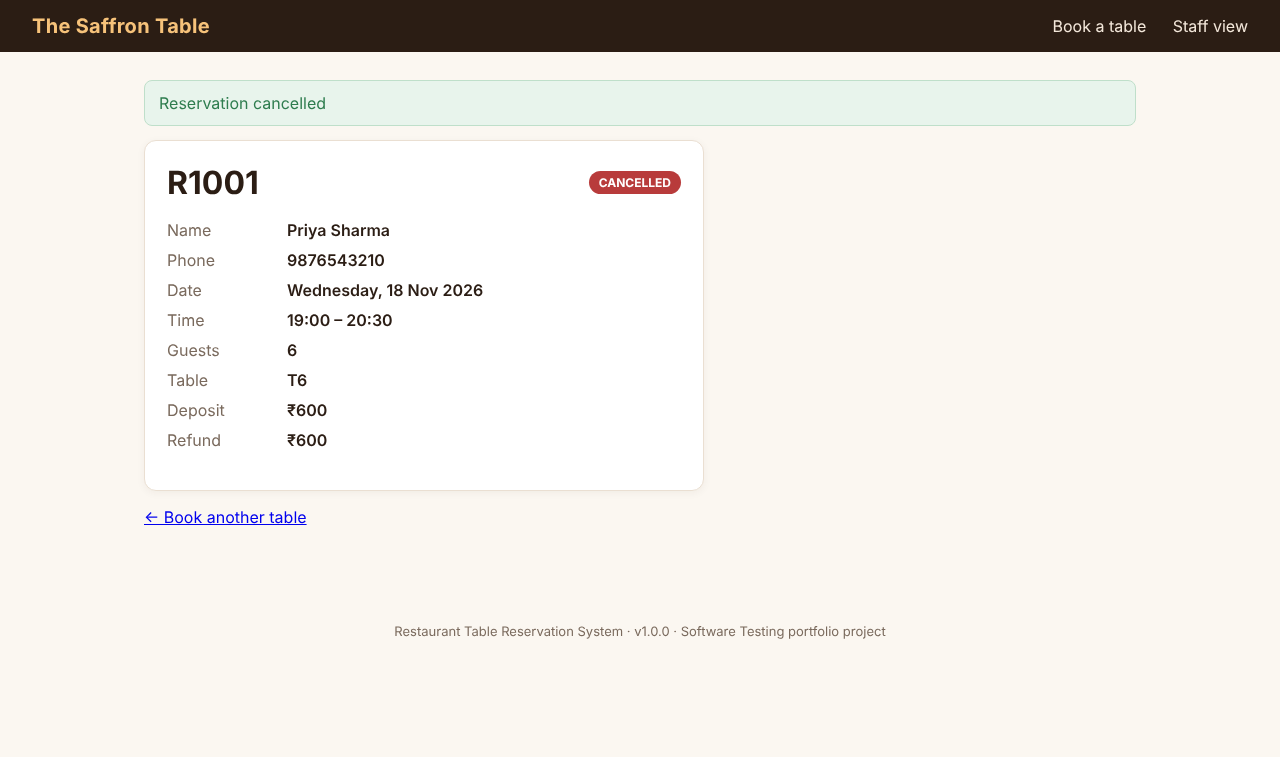 The Saffron Table
Book a table Staff view
Reservation cancelled
R1001 CANCELLED
Name Priya Sharma
Phone 9876543210
Date Wednesday, 18 Nov 2026
Time 19:00 – 20:30
Guests 6
Table T6
Deposit ₹600
Refund ₹600
← Book another table
Restaurant Table Reservation System · v1.0.0 · Software Testing portfolio project